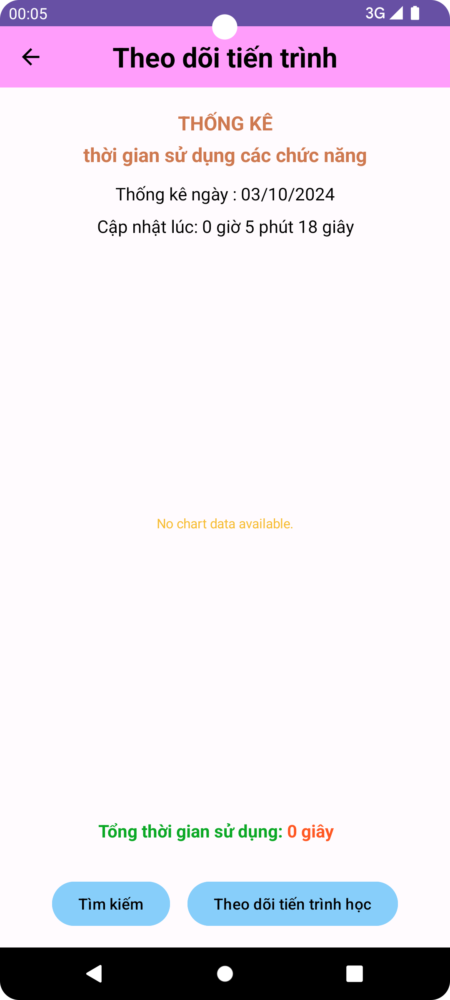 00:05
3G
Theo dõi tiến trình
THỐNG KÊ
thời gian sử dụng các chức năng
Thống kê ngày : 03/10/2024
Cập nhật lúc: 0 giờ 5 phút 18 giây
No chart data available.
Tổng thời gian sử dụng: 0 giây
Tìm kiếm
Theo dõi tiến trình học